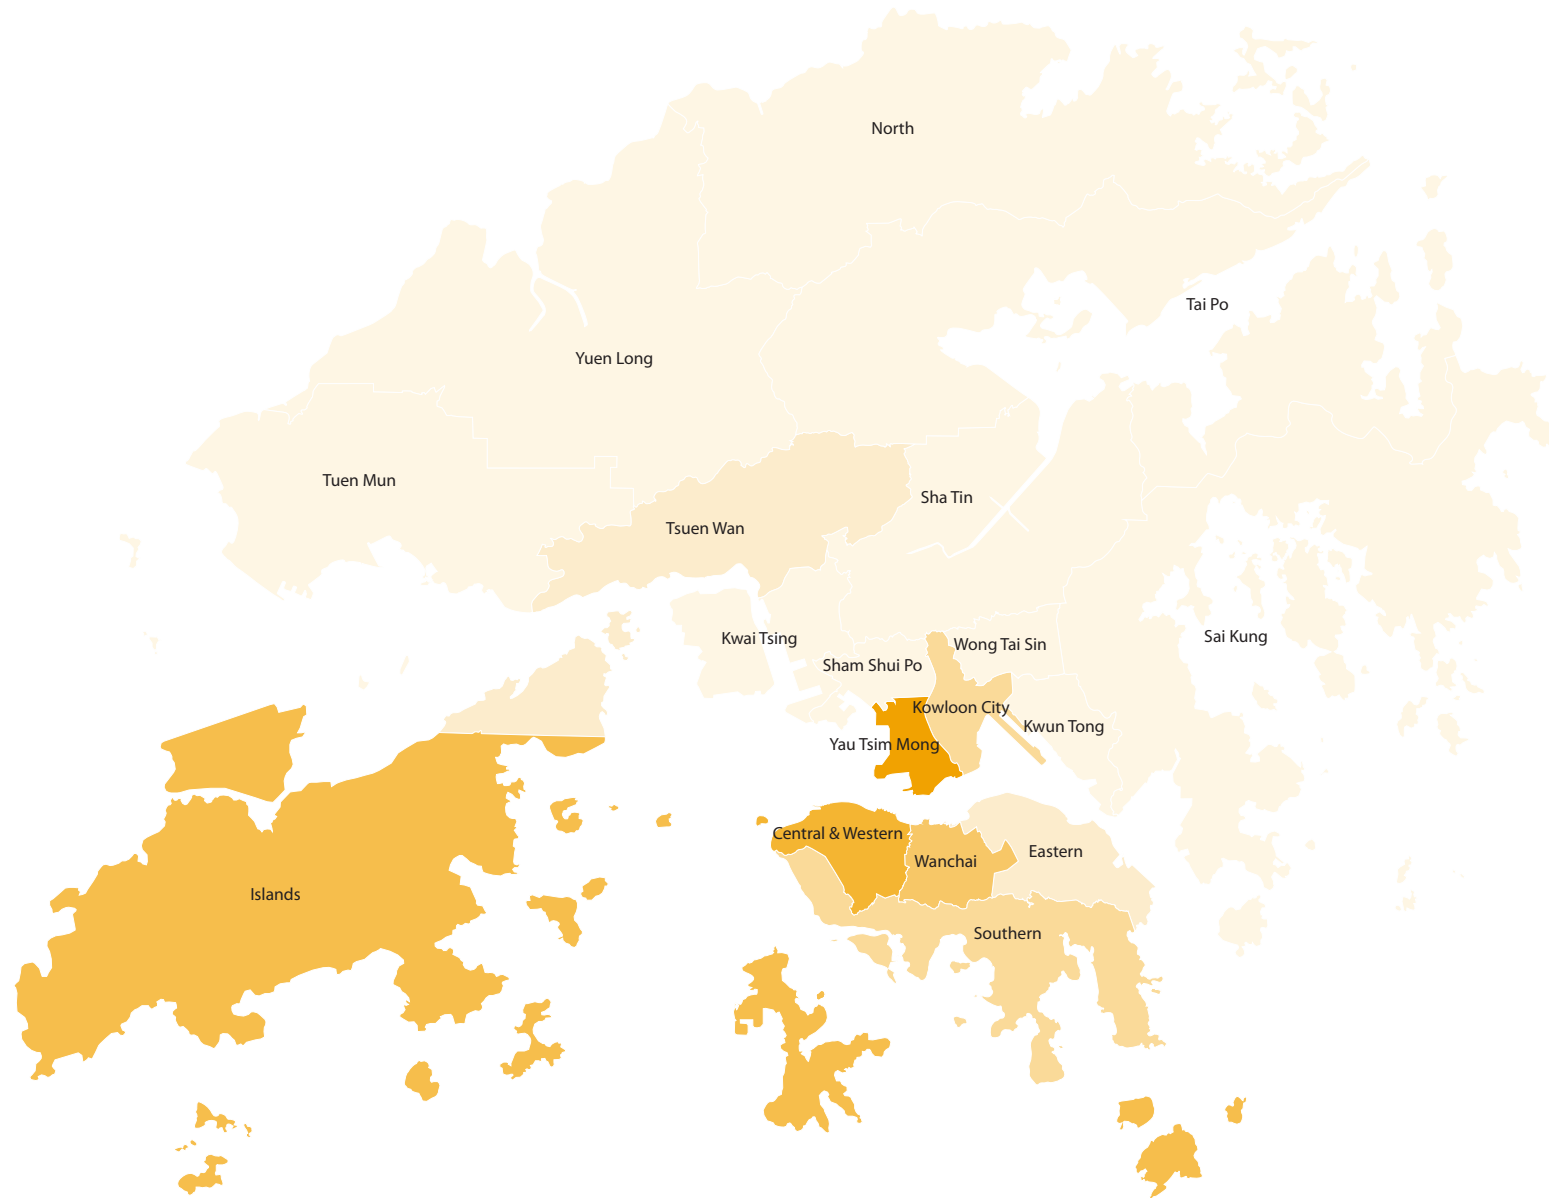 North
Tai Po
Yuen Long
Tuen Mun
Sha Tin
Tsuen Wan
Kwai Tsing
Sai Kung
Wong Tai Sin
Sham Shui Po
Kowloon City
Kwun Tong
Yau Tsim Mong
Central & Western
Eastern
Wanchai
Islands
Southern